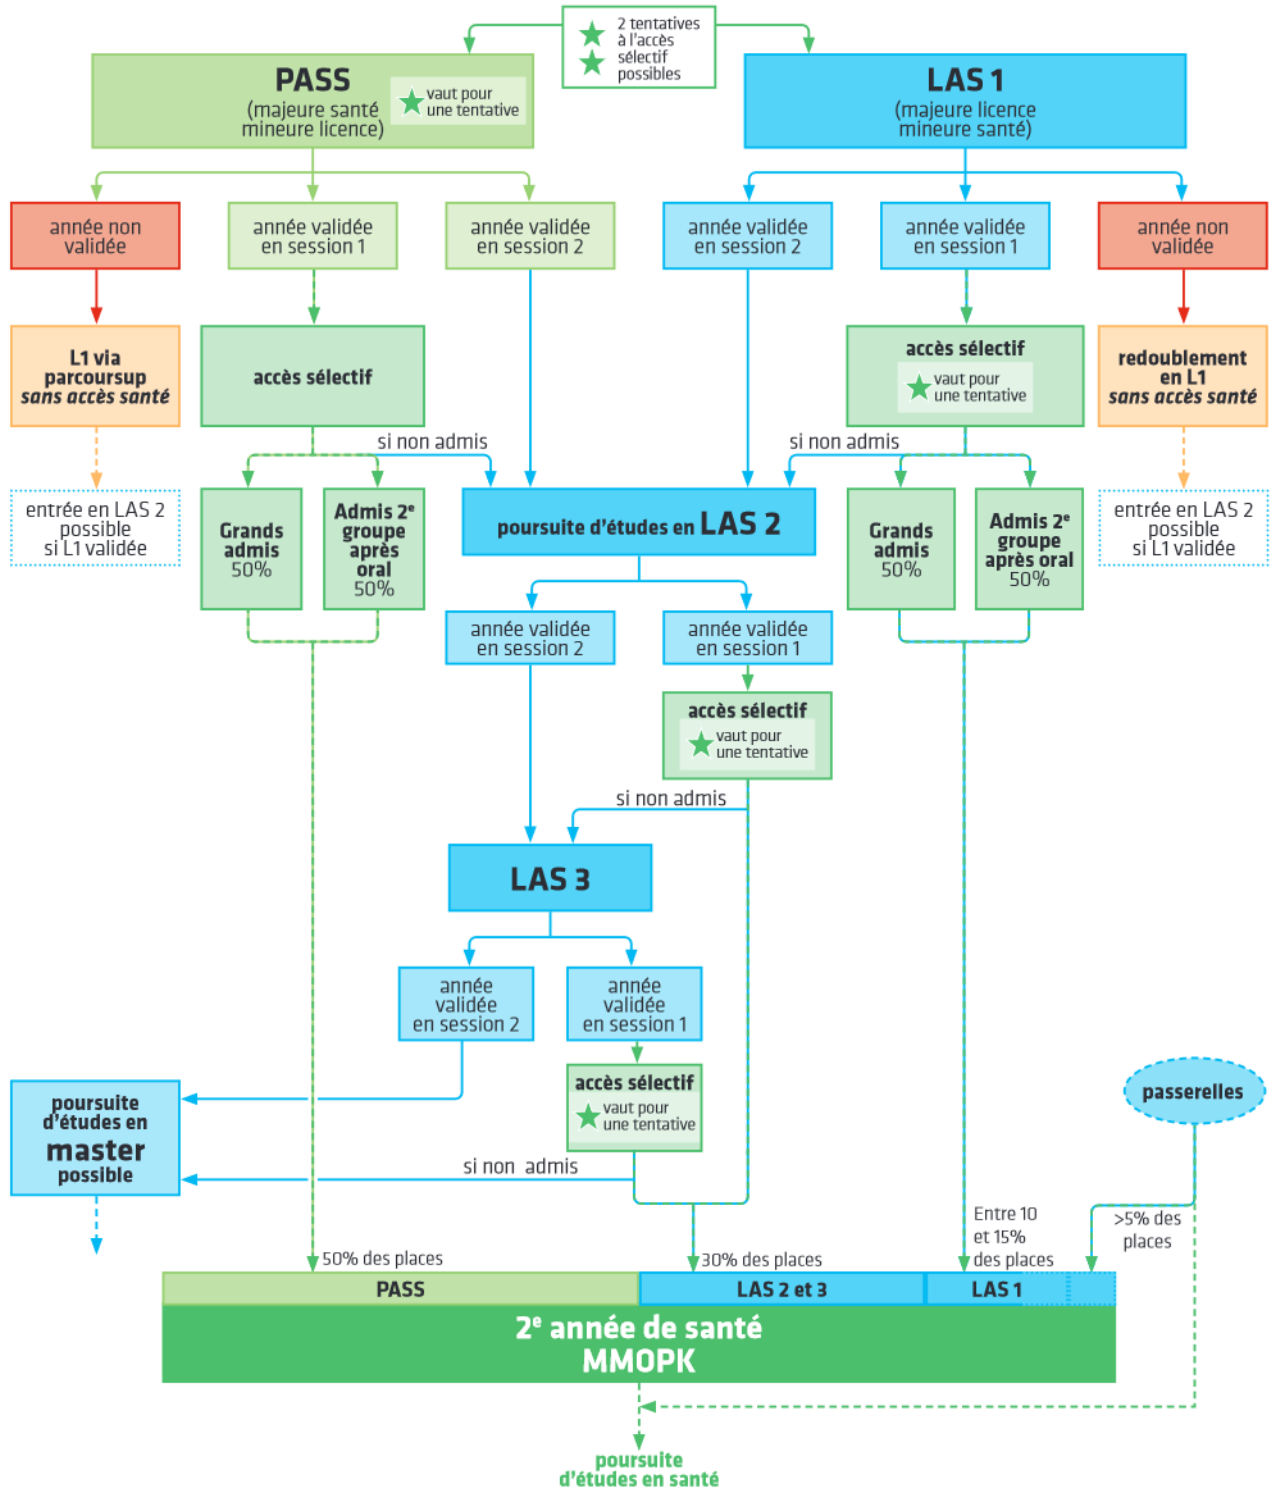 2 tentatives
à l'accès
sélectif
possibles
PASS
(majeure santé
mineure licence)
vaut pour
une tentative
LAS 1
(majeure licence
mineure santé)
année non
validée
année validée
en session 1
année validée
en session 2
année validée
en session 2
année validée
en session 1
année non
validée
L1 via
parcoursup
sans accès santé
accès sélectif
accès sélectif
vaut pour
une tentative
redoublement
en L1
sans accès santé
si non admis
si non admis
entrée en LAS 2
possible
si L1 validée
Grands
admis
50%
Admis 2e
groupe
après
oral
50%
poursuite d'études en LAS 2
Grands
admis
50%
Admis 2e
groupe
après oral
50%
entrée en LAS 2
possible
si L1 validée
année validée
en session 2
année validée
en session 1
accès sélectif
vaut pour
une tentative
si non admis
LAS 3
année
validée
en session 2
année
validée
en session 1
accès sélectif
vaut pour
une tentative
poursuite
d'études en
master
possible
si non admis
passerelles
50% des places
30% des places
Entre 10
et 15%
des places
>5% des
places
PASS
LAS 2 et 3
LAS 1
2e année de santé
MMOPK
poursuite
d'études en santé